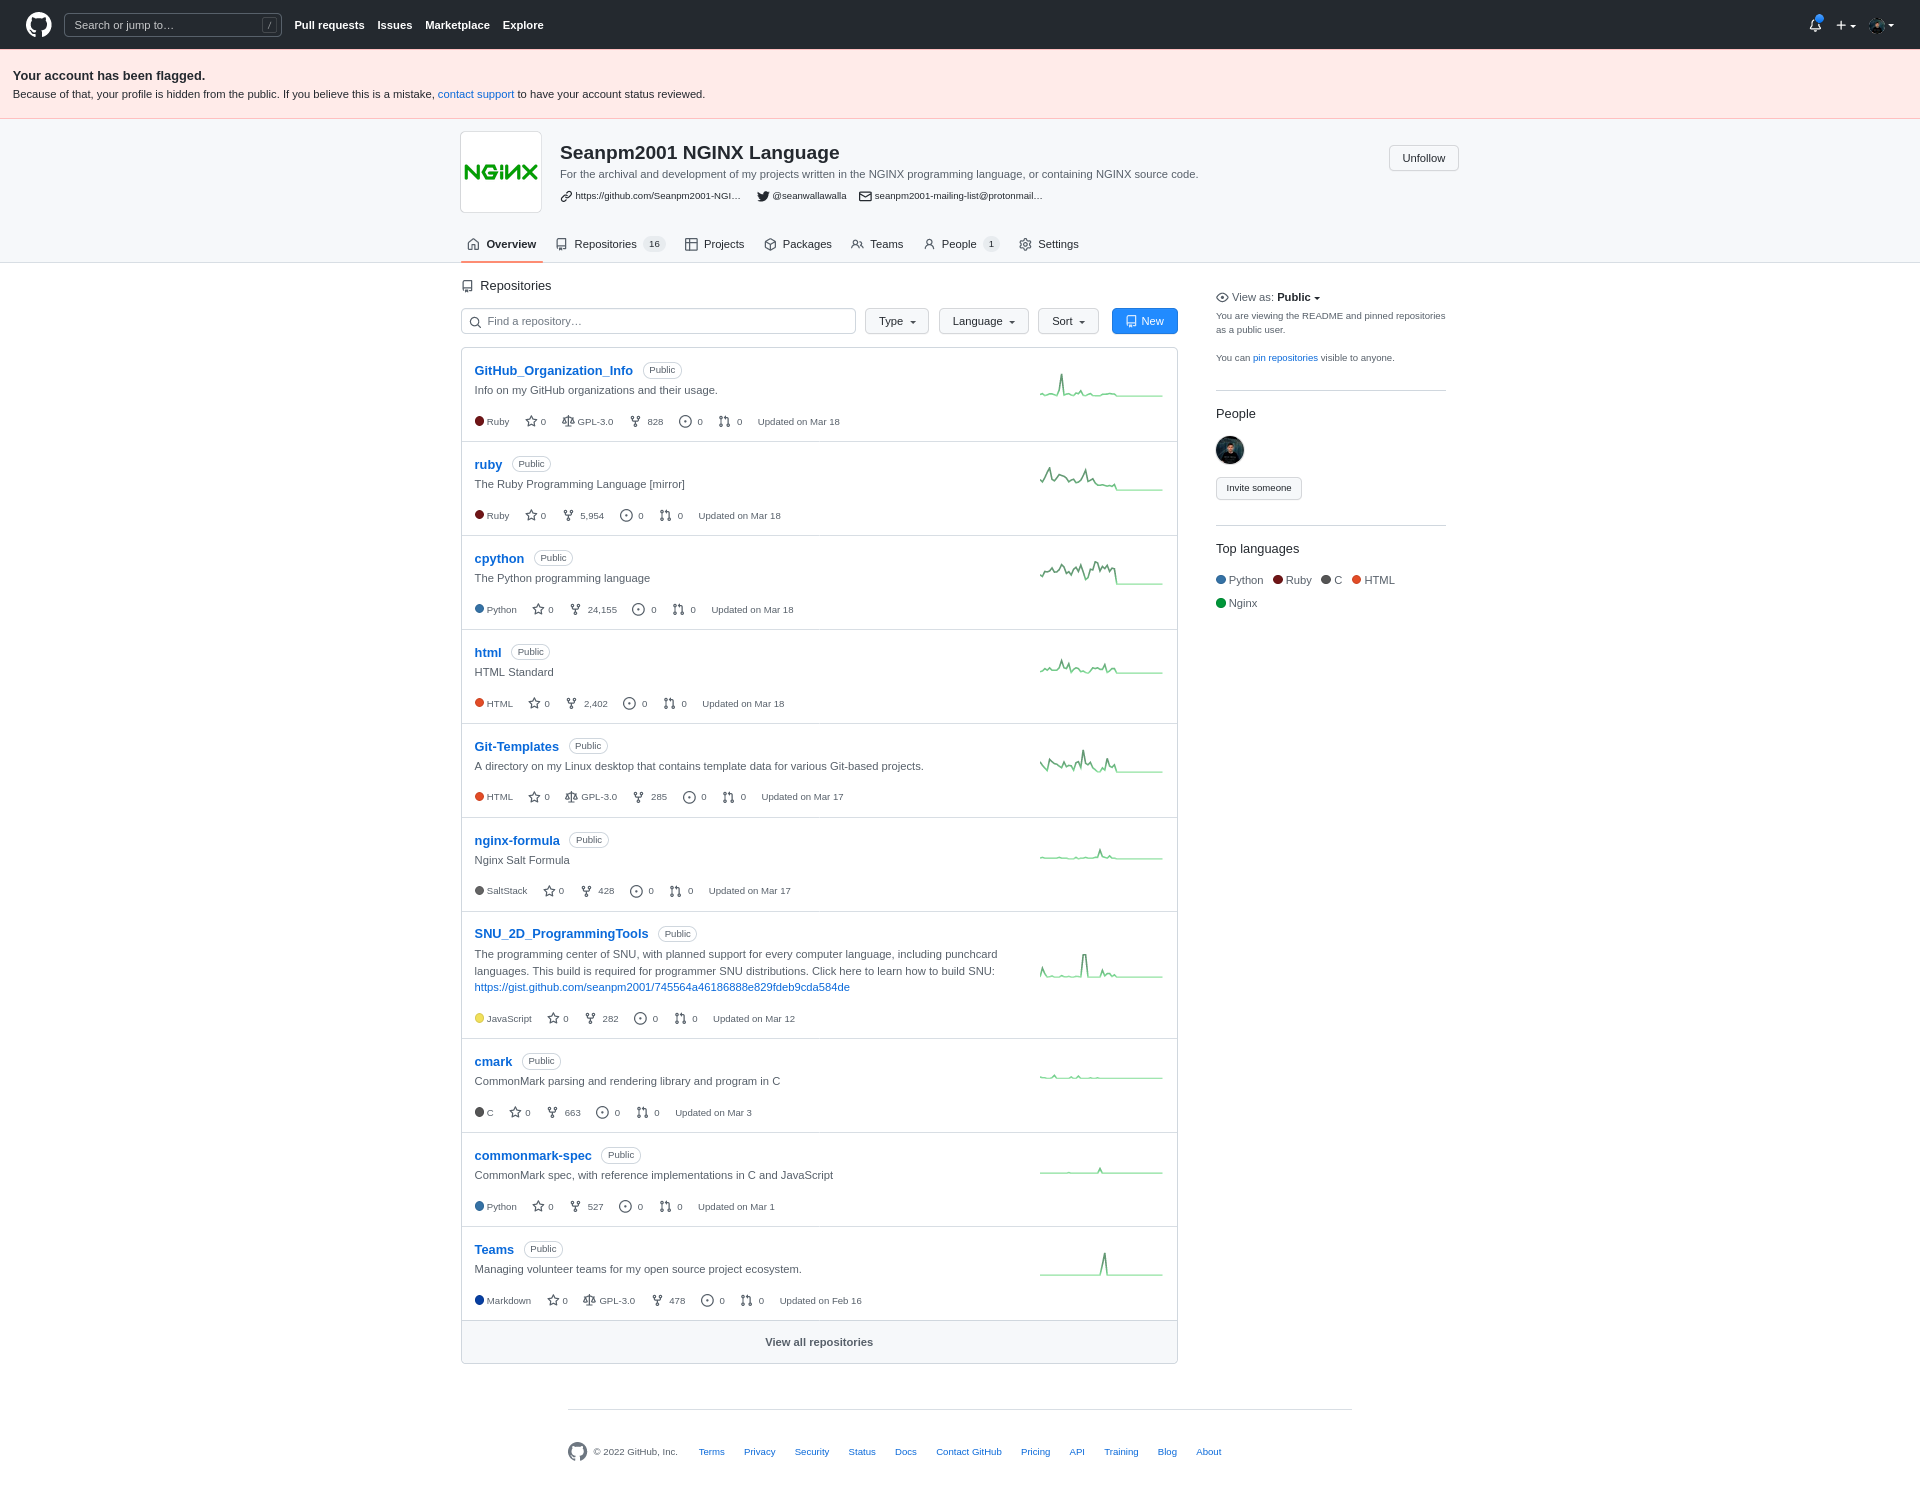 Search or jump to… /
Pull requests Issues Marketplace Explore
Your account has been flagged.
Because of that, your profile is hidden from the public. If you believe this is a mistake, contact support to have your account status reviewed.
NGINX
Seanpm2001 NGINX Language
For the archival and development of my projects written in the NGINX programming language, or containing NGINX source code.
https://github.com/Seanpm2001-NGI… @seanwallawalla seanpm2001-mailing-list@protonmail…
Unfollow
Overview Repositories 16 Projects Packages Teams People 1 Settings
Repositories
Find a repository… Type Language Sort New
GitHub_Organization_Info Public
Info on my GitHub organizations and their usage.
Ruby 0 GPL-3.0 828 0 0 Updated on Mar 18
ruby Public
The Ruby Programming Language [mirror]
Ruby 0 5,954 0 0 Updated on Mar 18
cpython Public
The Python programming language
Python 0 24,155 0 0 Updated on Mar 18
html Public
HTML Standard
HTML 0 2,402 0 0 Updated on Mar 18
Git-Templates Public
A directory on my Linux desktop that contains template data for various Git-based projects.
HTML 0 GPL-3.0 285 0 0 Updated on Mar 17
nginx-formula Public
Nginx Salt Formula
SaltStack 0 428 0 0 Updated on Mar 17
SNU_2D_ProgrammingTools Public
The programming center of SNU, with planned support for every computer language, including punchcard
languages. This build is required for programmer SNU distributions. Click here to learn how to build SNU:
https://gist.github.com/seanpm2001/745564a46186888e829fdeb9cda584de
JavaScript 0 282 0 0 Updated on Mar 12
cmark Public
CommonMark parsing and rendering library and program in C
C 0 663 0 0 Updated on Mar 3
commonmark-spec Public
CommonMark spec, with reference implementations in C and JavaScript
Python 0 527 0 0 Updated on Mar 1
Teams Public
Managing volunteer teams for my open source project ecosystem.
Markdown 0 GPL-3.0 478 0 0 Updated on Feb 16
View all repositories
View as: Public
You are viewing the README and pinned repositories
as a public user.
You can pin repositories visible to anyone.
People
Invite someone
Top languages
Python Ruby C HTML
Nginx
© 2022 GitHub, Inc. Terms Privacy Security Status Docs Contact GitHub Pricing API Training Blog About